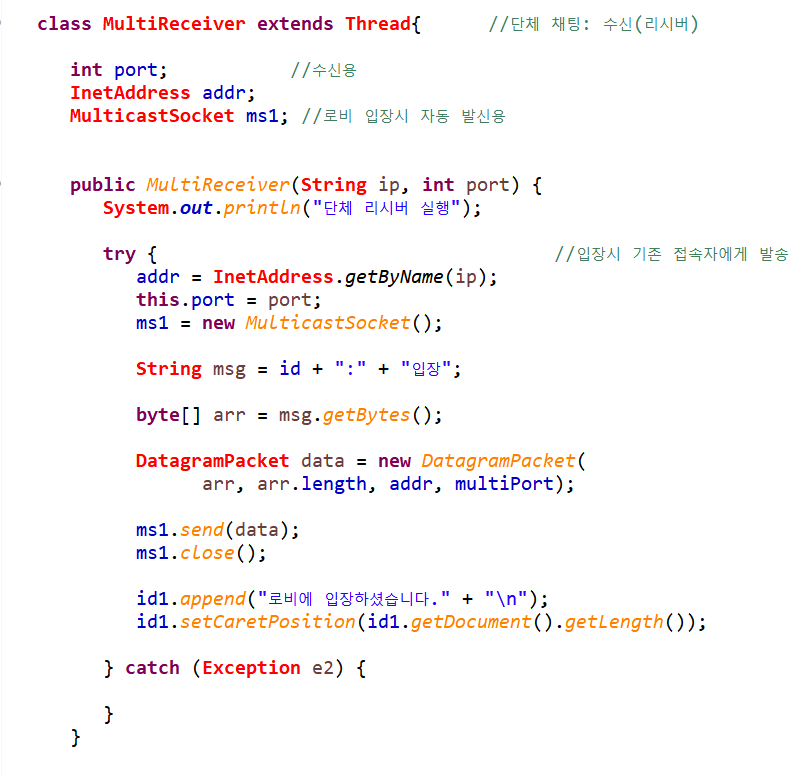 class MultiReceiver extends Thread{ //단체 채팅: 수신(리시버)
int port; //수신용
InetAddress addr;
MulticastSocket ms1; //로비 입장시 자동 발신용
public MultiReceiver(String ip, int port) {
System.out.println("단체 리시버 실행");
try { //입장시 기존 접속자에게 발송
addr = InetAddress.getByName(ip);
this.port = port;
ms1 = new MulticastSocket();
String msg = id + ":" + "입장";
byte[] arr = msg.getBytes();
DatagramPacket data = new DatagramPacket(
arr, arr.length, addr, multiPort);
ms1.send(data);
ms1.close();
id1.append("로비에 입장하셨습니다." + "\n");
id1.setCaretPosition(id1.getDocument().getLength());
} catch (Exception e2) {
}
}